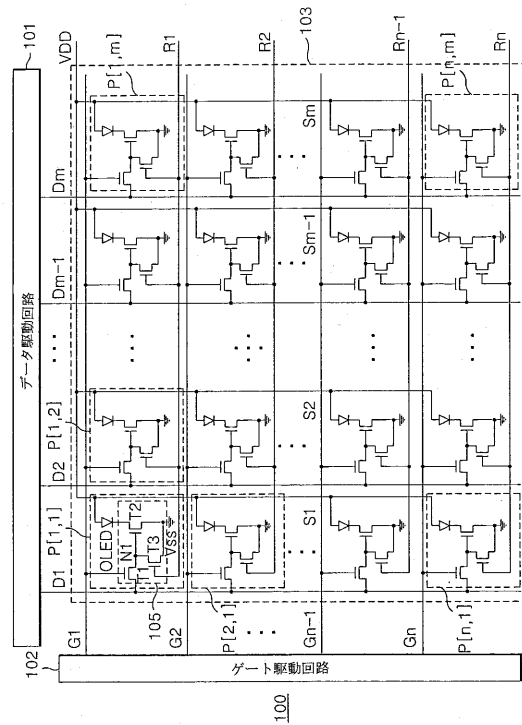 101
データ駆動回路
VDD
R1
R2
Rn-1
Rn
103
P[1,m]
P[n,m]
Dm
Sm
Dm-1
Sm-1
D2
P[1,2]
S2
D1
P[1,1]
OLED
N1
T1
T2
T3
VSS
105
S1
P[2,1]
P[n,1]
G1
G2
Gn-1
Gn
102
ゲート駆動回路
100